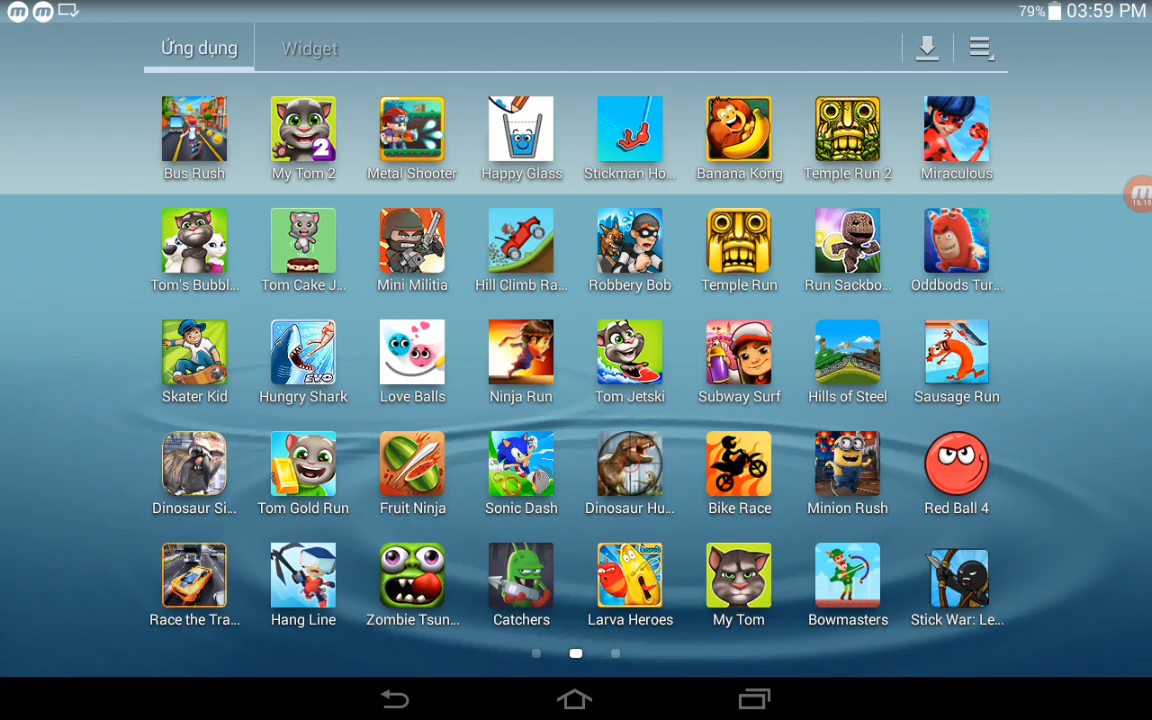 79% 03:59 PM
Ứng dụng Widget
Bus Rush My Tom 2 Metal Shooter Happy Glass Stickman Ho... Banana Kong Temple Run 2 Miraculous
15:15
Tom's Bubbl... Tom Cake J... Mini Militia Hill Climb Ra... Robbery Bob Temple Run Run Sackbo... Oddbods Tur...
Skater Kid Hungry Shark Love Balls Ninja Run Tom Jetski Subway Surf Hills of Steel Sausage Run
Dinosaur Si... Tom Gold Run Fruit Ninja Sonic Dash Dinosaur Hu... Bike Race Minion Rush Red Ball 4
Race the Tra... Hang Line Zombie Tsun... Catchers Larva Heroes My Tom Bowmasters Stick War: Le...